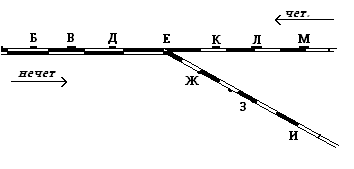 чет.
Б В Д Е К Л М
нечет
Ж
З
И